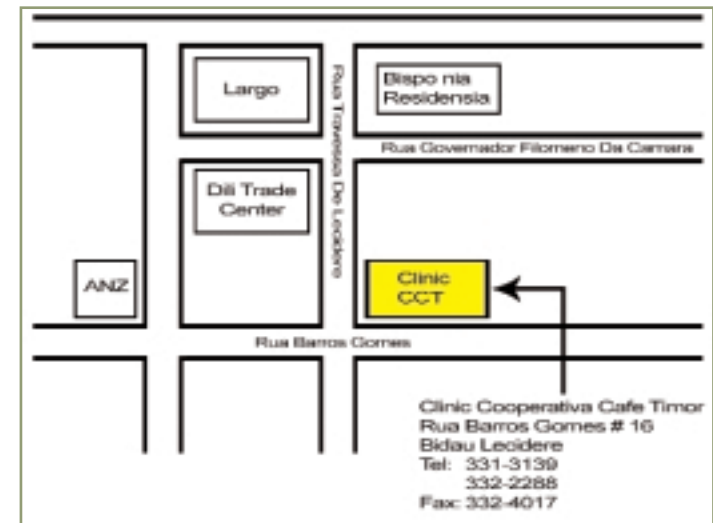 Largo
Rua Travessa De Lecidere
Bispo nia
Residensia
Rua Governador Filomeno Da Camara
Dili Trade
Center
ANZ
Clinic
CCT
Rua Barros Gomes
Clinic Cooperativa Cafe Timor
Rua Barros Gomes # 16
Bidau Lecidere
Tel: 331-3139
332-2288
Fax: 332-4017